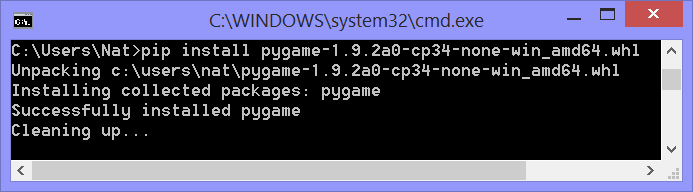 C:\WINDOWS\system32\cmd.exe
C:\Users\Nat>pip install pygame-1.9.2a0-cp34-none-win_amd64.whl
Unpacking c:\users\nat\pygame-1.9.2a0-cp34-none-win_amd64.whl
Installing collected packages: pygame
Successfully installed pygame
Cleaning up...